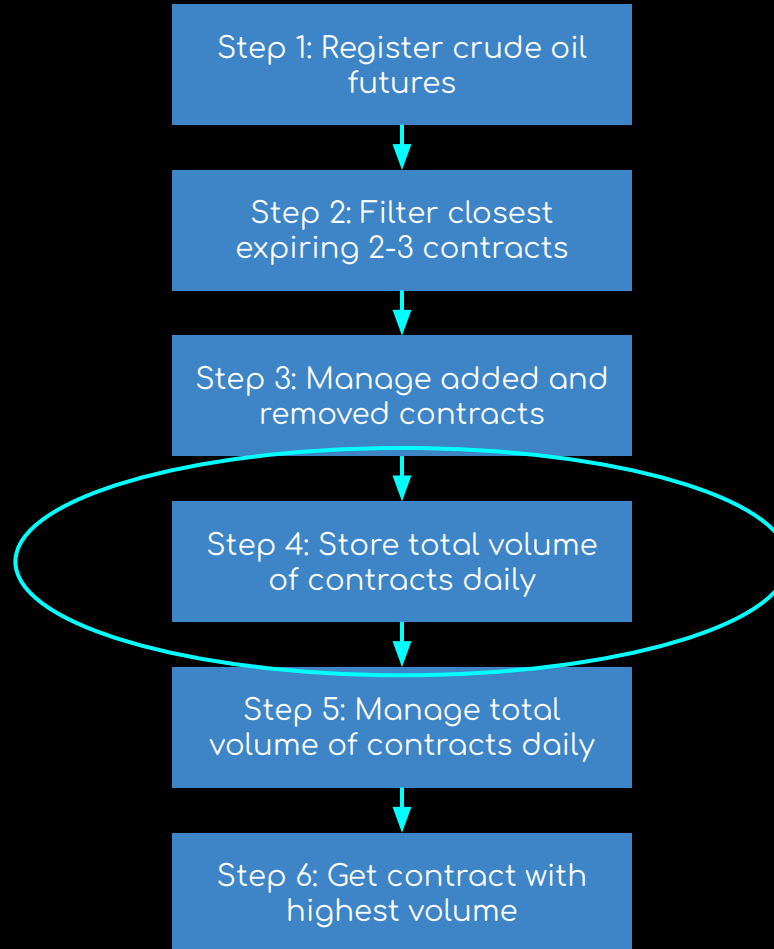 Step 1: Register crude oil
futures
Step 2: Filter closest
expiring 2-3 contracts
Step 3: Manage added and
removed contracts
Step 4: Store total volume
of contracts daily
Step 5: Manage total
volume of contracts daily
Step 6: Get contract with
highest volume